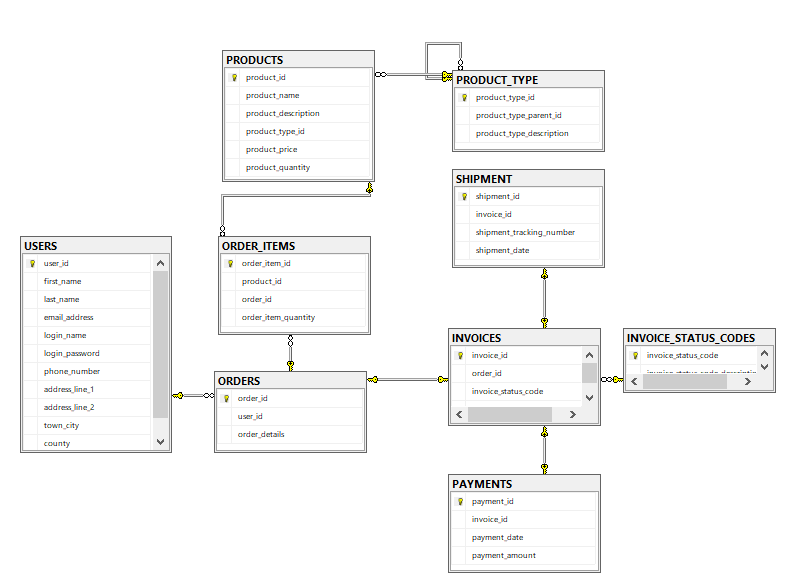 PRODUCTS
product_id
product_name
product_description
product_type_id
product_price
product_quantity
PRODUCT_TYPE
product_type_id
product_type_parent_id
product_type_description
SHIPMENT
shipment_id
invoice_id
shipment_tracking_number
shipment_date
USERS
user_id
first_name
last_name
email_address
login_name
login_password
phone_number
address_line_1
address_line_2
town_city
county
ORDER_ITEMS
order_item_id
product_id
order_id
order_item_quantity
ORDERS
order_id
user_id
order_details
INVOICES
invoice_id
order_id
invoice_status_code
INVOICE_STATUS_CODES
invoice_status_code
PAYMENTS
payment_id
invoice_id
payment_date
payment_amount